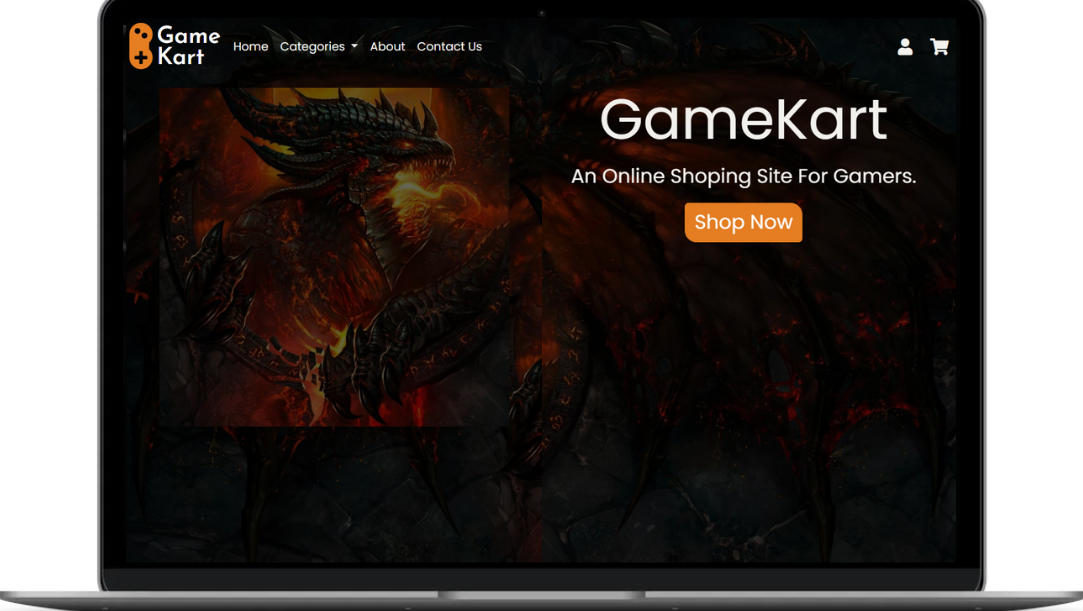 Game
Kart
Home Categories About Contact Us
GameKart
An Online Shoping Site For Gamers.
Shop Now